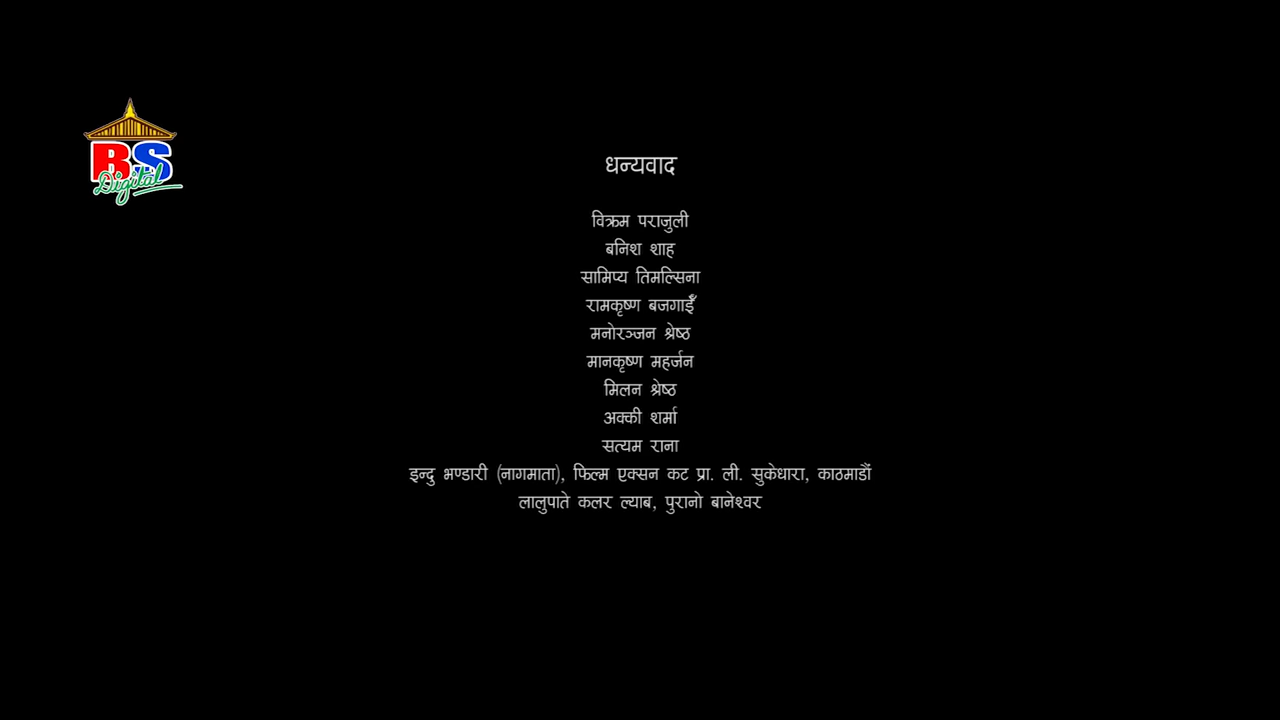 BS
Digital
धन्यवाद
विक्रम पराजुली
बनिश शाह
सामिप्य तिमल्सिना
रामकृष्ण बजगाईँ
मनोरञ्जन श्रेष्ठ
मानकृष्ण महर्जन
मिलन श्रेष्ठ
अक्की शर्मा
सत्यम राना
इन्दु भण्डारी (नागमाता), फिल्म एक्सन कट प्रा. ली. सुकेधारा, काठमाडौं
लालुपाते कलर ल्याब, पुरानो बानेश्वर